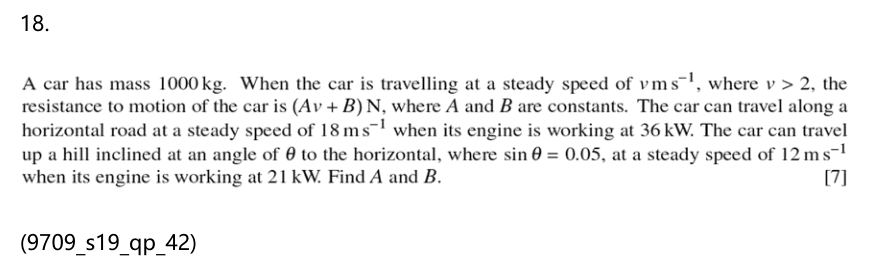 18.
A car has mass 1000 kg. When the car is travelling at a steady speed of v m s⁻¹, where v > 2, the
resistance to motion of the car is (Av + B) N, where A and B are constants. The car can travel along a
horizontal road at a steady speed of 18 m s⁻¹ when its engine is working at 36 kW. The car can travel
up a hill inclined at an angle of θ to the horizontal, where sin θ = 0.05, at a steady speed of 12 m s⁻¹
when its engine is working at 21 kW. Find A and B. [7]
(9709_s19_qp_42)